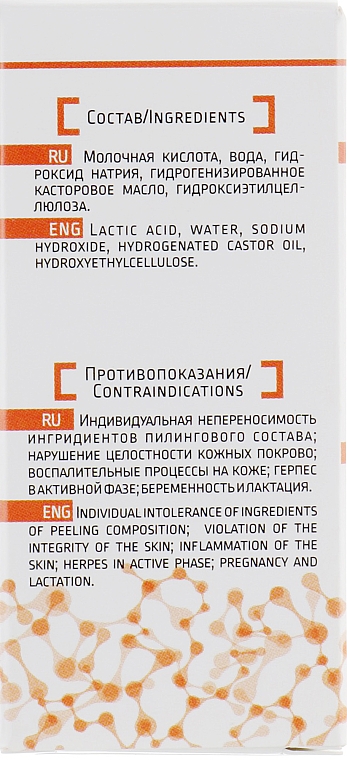 Состав/Ingredients
RU Молочная кислота, вода, гид-
роксид натрия, гидрогенизированное
касторовое масло, гидроксиэтилцел-
люлоза.
ENG Lactic acid, water, sodium
hydroxide, hydrogenated castor oil,
hydroxyethylcellulose.
Противопоказания/
Contraindications
RU Индивидуальная непереносимость
ингридиентов пилингового состава;
нарушение целостности кожных покрово;
воспалительные процессы на коже; герпес
в активной фазе; беременность и лактация.
ENG Individual intolerance of ingredients
of peeling composition; violation of the
integrity of the skin; inflammation of the
skin; herpes in active phase; pregnancy and
lactation.